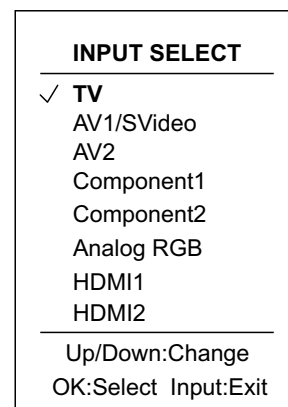 INPUT SELECT
✓ TV
AV1/SVideo
AV2
Component1
Component2
Analog RGB
HDMI1
HDMI2
Up/Down:Change
OK:Select Input:Exit